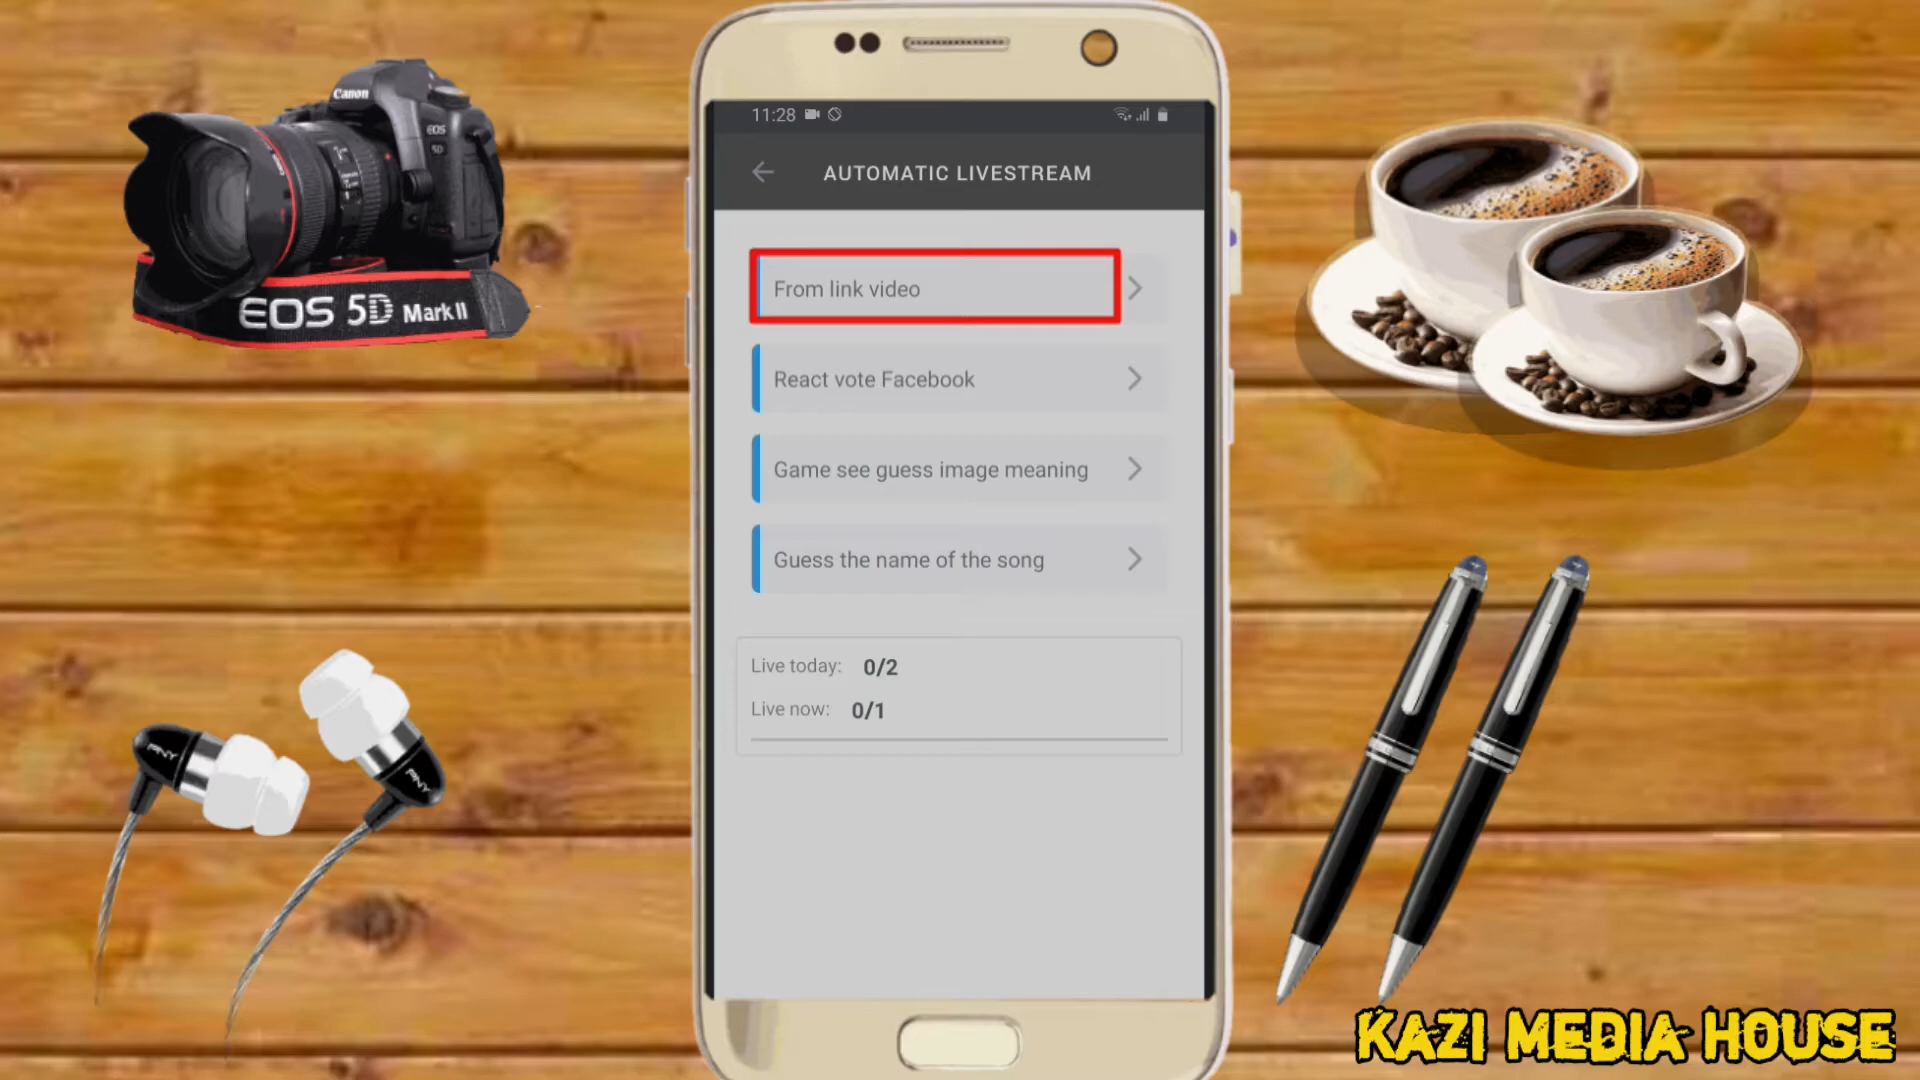 Canon
EOS
5D
EOS 5D Mark II
11:28
AUTOMATIC LIVESTREAM
From link video
React vote Facebook
Game see guess image meaning
Guess the name of the song
Live today: 0/2
Live now: 0/1
PNY
PNY
KAZI MEDIA HOUSE